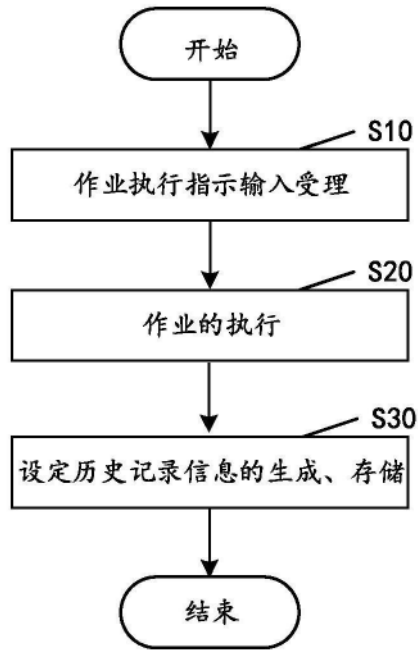 开始
S10
作业执行指示输入受理
S20
作业的执行
S30
设定历史记录信息的生成、存储
结束